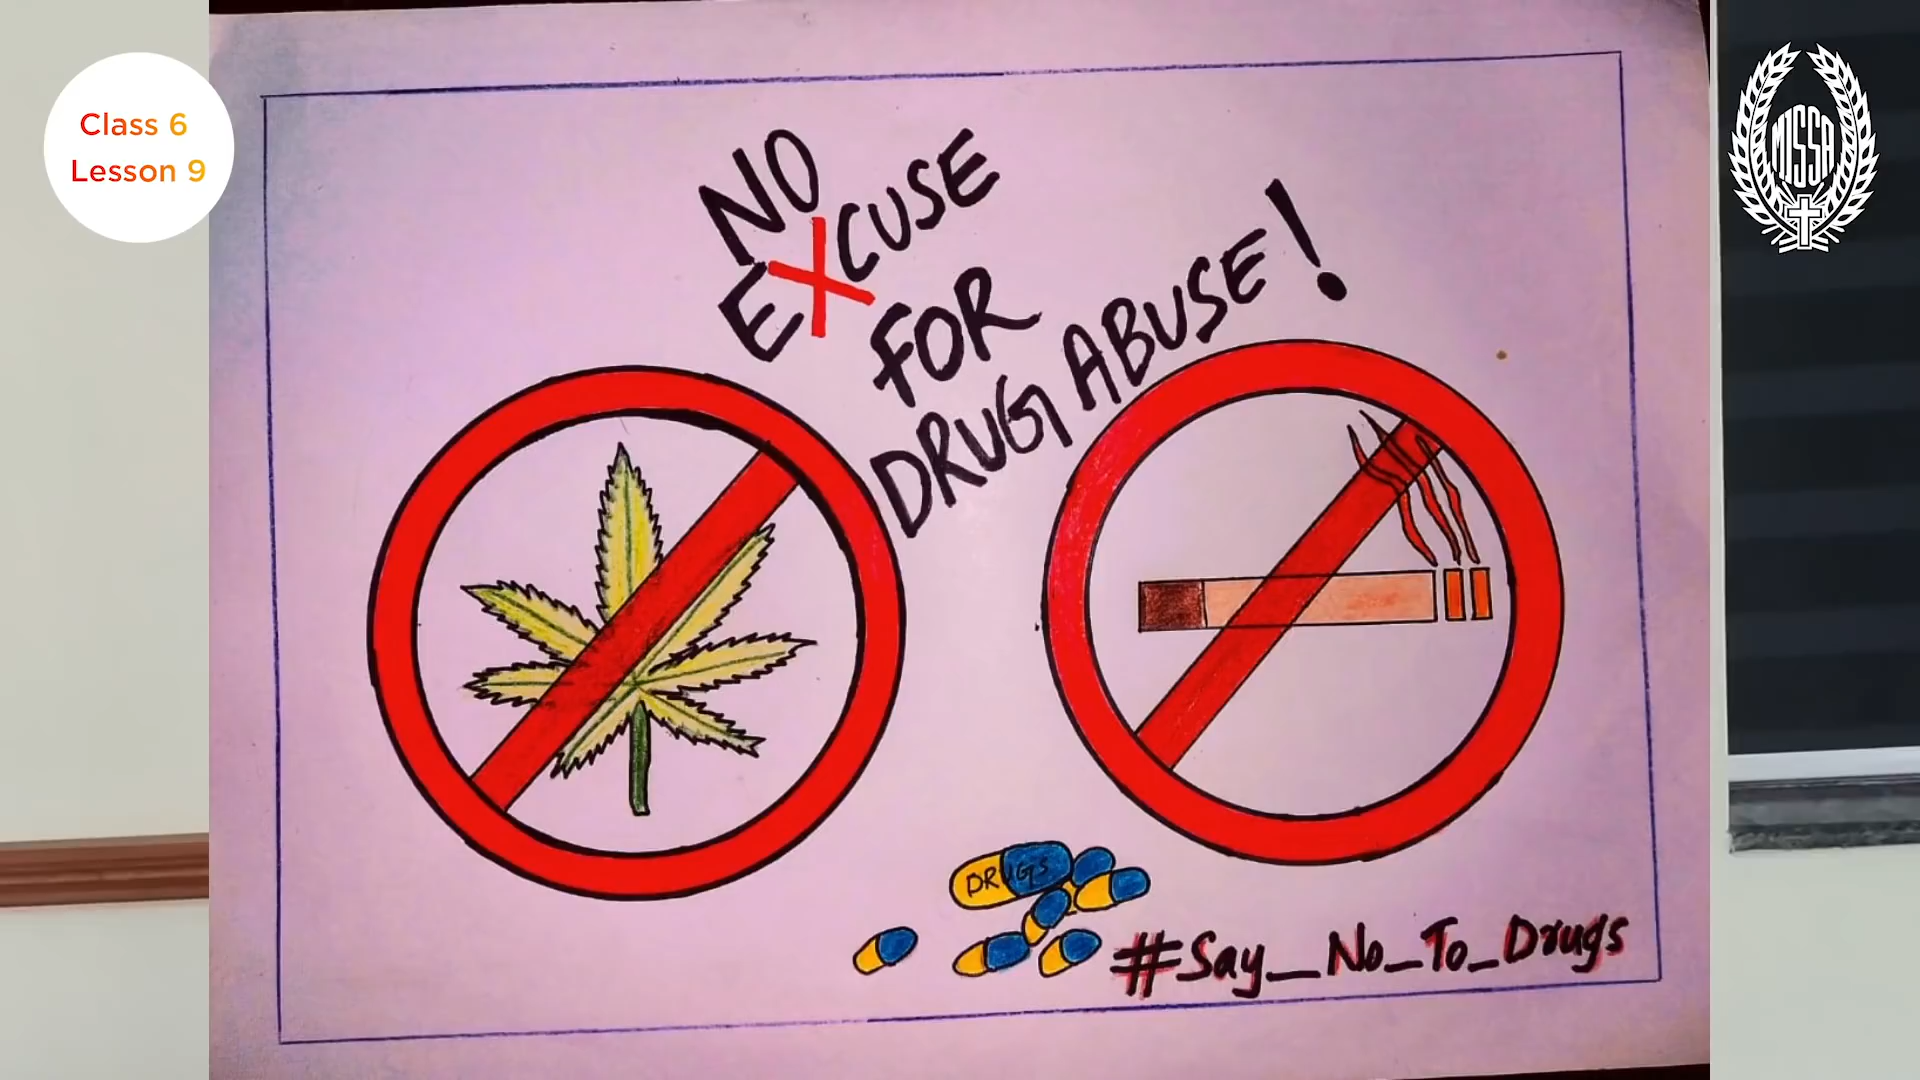 Class 6
Lesson 9
MISSA
NO
EXCUSE
FOR
DRUG ABUSE!
DRUGS
#Say_No_To_Drugs